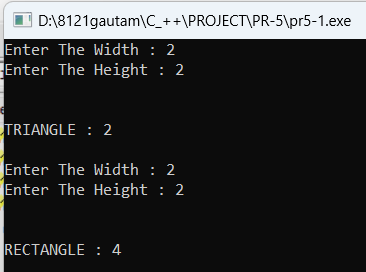 D:\8121gautam\C_++\PROJECT\PR-5\pr5-1.exe
Enter The Width : 2
Enter The Height : 2
TRIANGLE : 2
Enter The Width : 2
Enter The Height : 2
RECTANGLE : 4